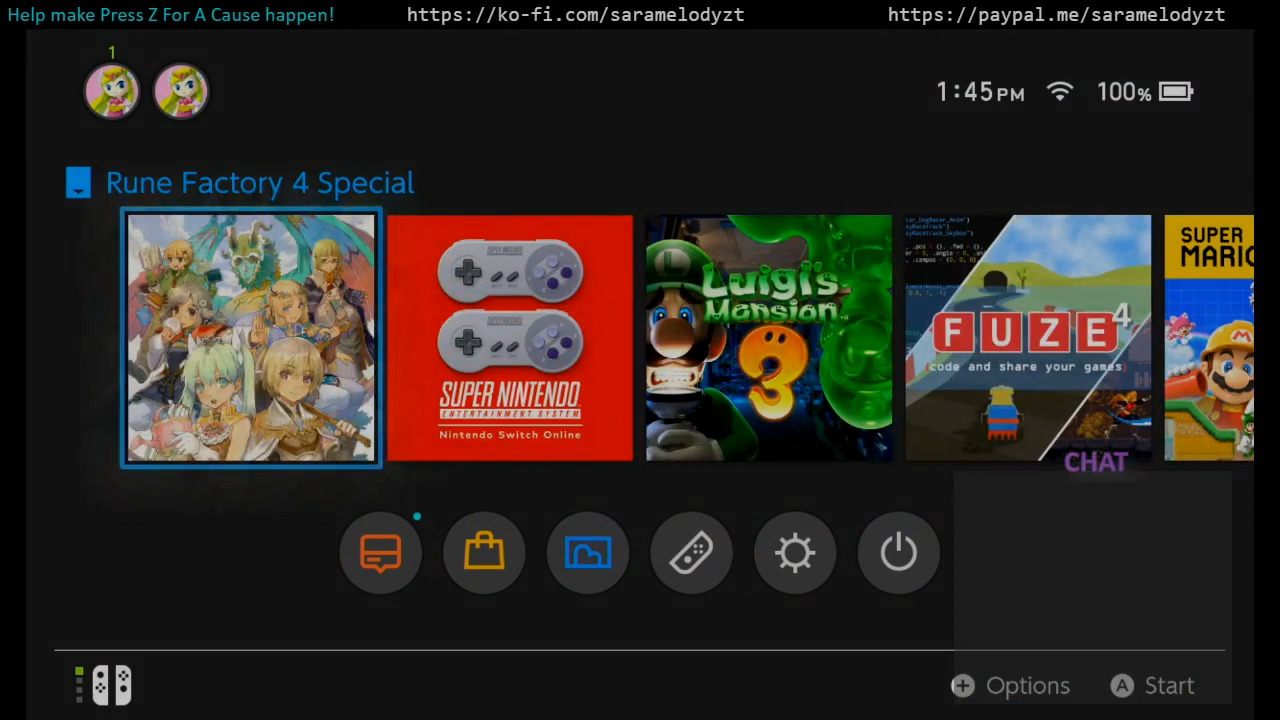 Help make Press Z For A Cause happen! https://ko-fi.com/saramelodyzt https://paypal.me/saramelodyzt
1
1:45PM 100%
Rune Factory 4 Special
SUPER NINTENDO
ENTERTAINMENT SYSTEM
Nintendo Switch Online
Luigi's
Mansion
3
FUZE4
code and share your games
SUPER
MARIO
CHAT
Options
A Start